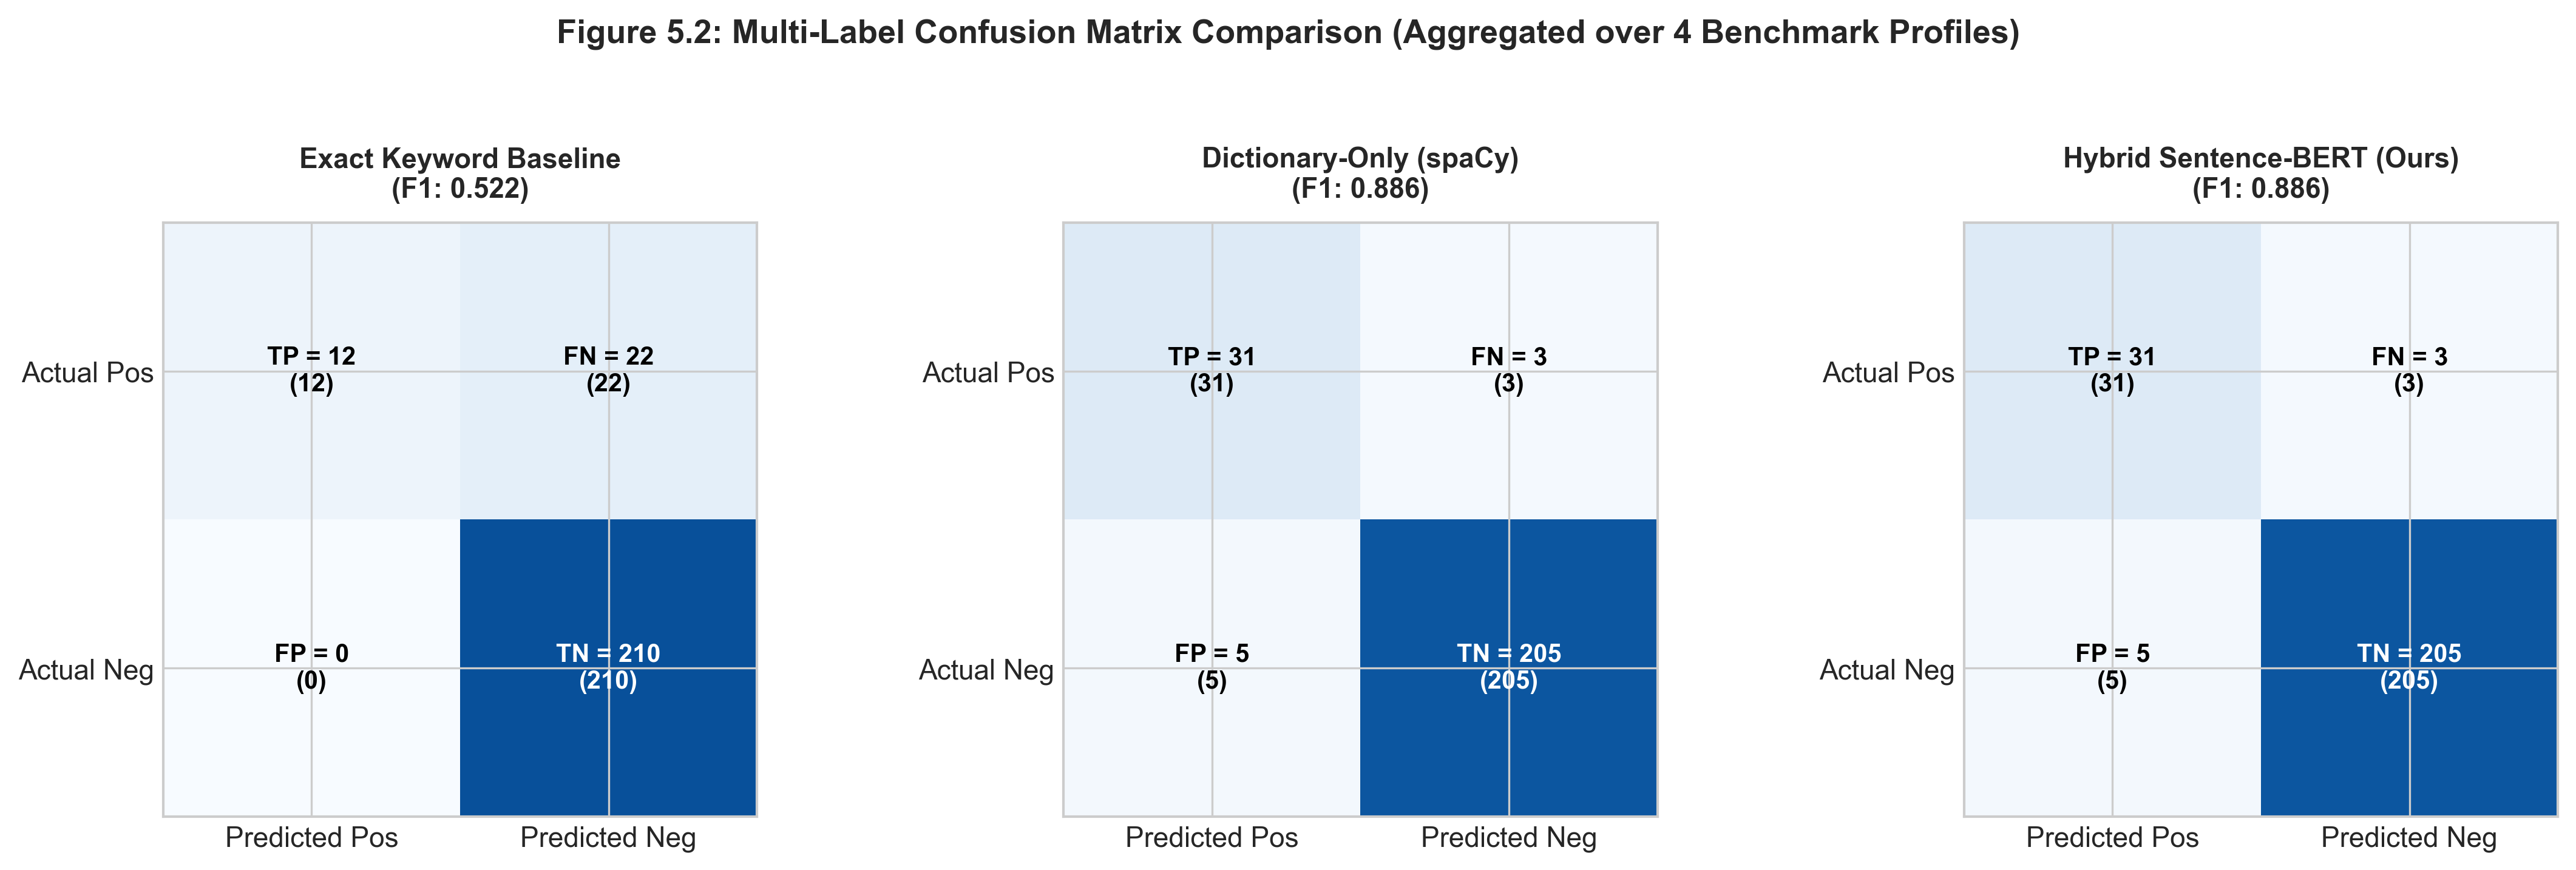 Figure 5.2: Multi-Label Confusion Matrix Comparison (Aggregated over 4 Benchmark Profiles)
Exact Keyword Baseline
(F1: 0.522)
Actual Pos
TP = 12
(12)
FN = 22
(22)
Actual Neg
FP = 0
(0)
TN = 210
(210)
Predicted Pos
Predicted Neg
Dictionary-Only (spaCy)
(F1: 0.886)
Actual Pos
TP = 31
(31)
FN = 3
(3)
Actual Neg
FP = 5
(5)
TN = 205
(205)
Predicted Pos
Predicted Neg
Hybrid Sentence-BERT (Ours)
(F1: 0.886)
Actual Pos
TP = 31
(31)
FN = 3
(3)
Actual Neg
FP = 5
(5)
TN = 205
(205)
Predicted Pos
Predicted Neg